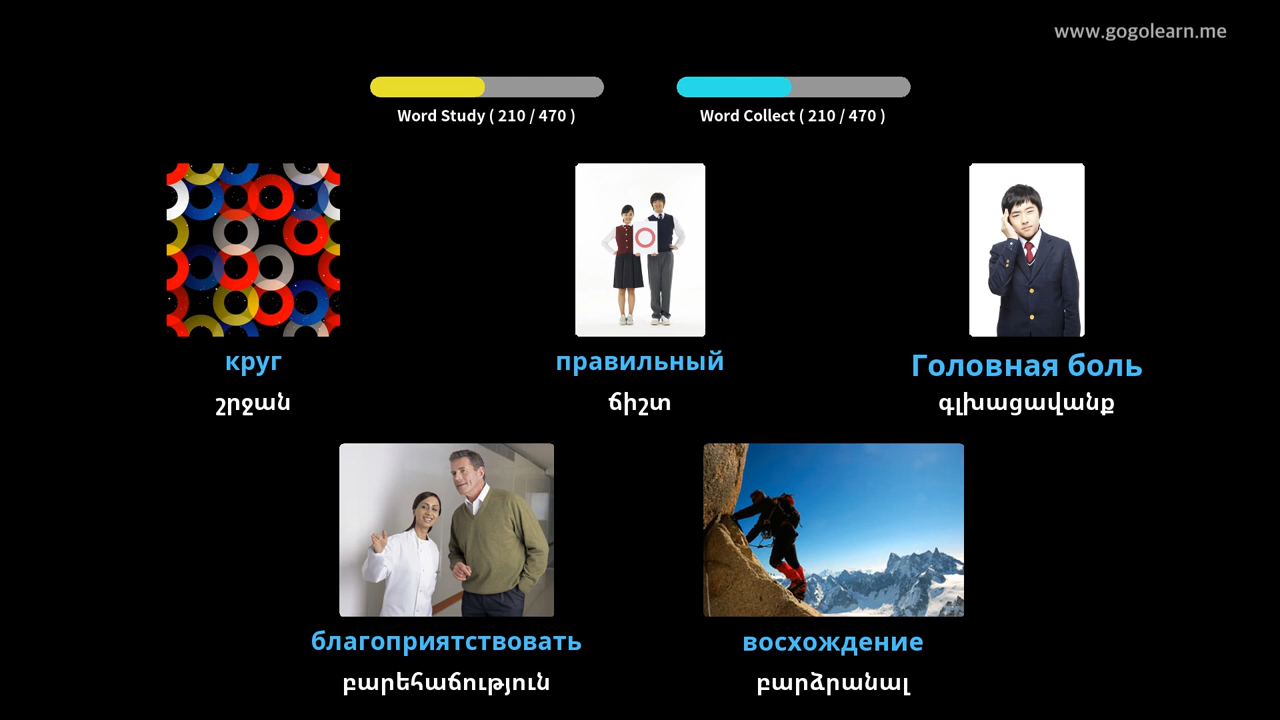 www.gogolearn.me
Word Study ( 210 / 470 )
Word Collect ( 210 / 470 )
круг
շրջան
правильный
ճիշտ
Головная боль
գլխացավանք
благоприятствовать
բարեհաճություն
восхождение
բարձրանալ